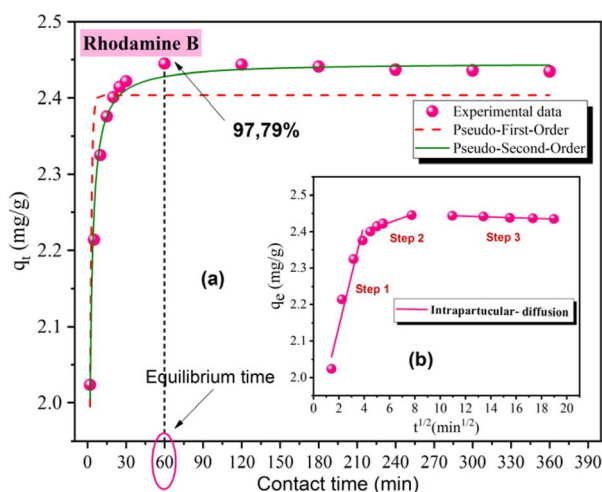 2.5
2.4
2.3
2.2
2.1
2.0
q_t (mg/g)
Rhodamine B
97,79%
Experimental data
Pseudo-First-Order
Pseudo-Second-Order
(a)
Equilibrium time
0 30 60 90 120 150 180 210 240 270 300 330 360 390
Contact time (min)
2.5
2.4
2.3
2.2
2.1
2.0
q_e (mg/g)
Step 1
Step 2
Step 3
Intrapartucular- diffusion
(b)
0 2 4 6 8 10 12 14 16 18 20
t^1/2(min^1/2)